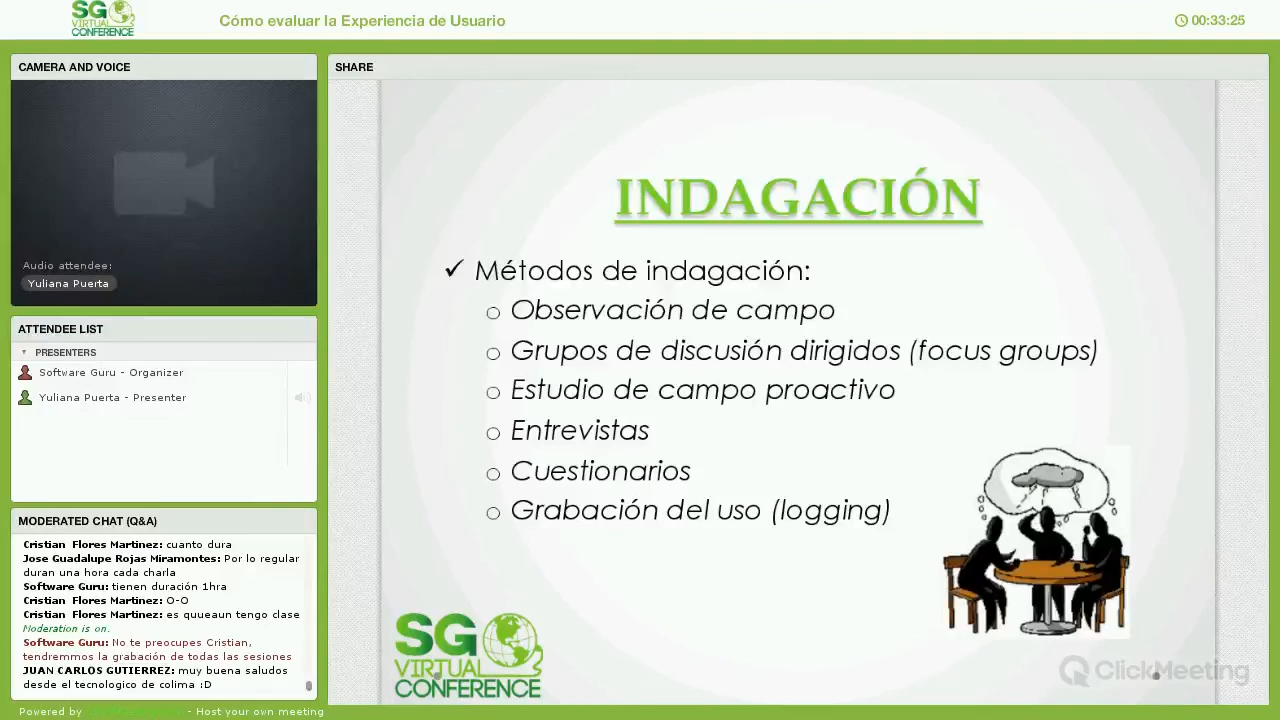 SG
VIRTUAL
CONFERENCE
Cómo evaluar la Experiencia de Usuario
00:33:25
CAMERA AND VOICE
Audio attendee:
Yuliana Puerta
ATTENDEE LIST
PRESENTERS
Software Guru - Organizer
Yuliana Puerta - Presenter
MODERATED CHAT (Q&A)
Cristian Flores Martinez: cuanto dura
Jose Guadalupe Rojas Miramontes: Por lo regular
duran una hora cada charla
Software Guru: tienen duración 1hra
Cristian Flores Martinez: O-O
Cristian Flores Martinez: es quueaun tengo clase
Moderation is on.
Software Guru: No te preocupes Cristian,
tendremmos la grabación de todas las sesiones
JUAN CARLOS GUTIERREZ: muy buena saludos
desde el tecnologico de colima :D
Powered by - Host your own meeting
SHARE
INDAGACIÓN
✓ Métodos de indagación:
o Observación de campo
o Grupos de discusión dirigidos (focus groups)
o Estudio de campo proactivo
o Entrevistas
o Cuestionarios
o Grabación del uso (logging)
SG
VIRTUAL
CONFERENCE
ClickMeeting